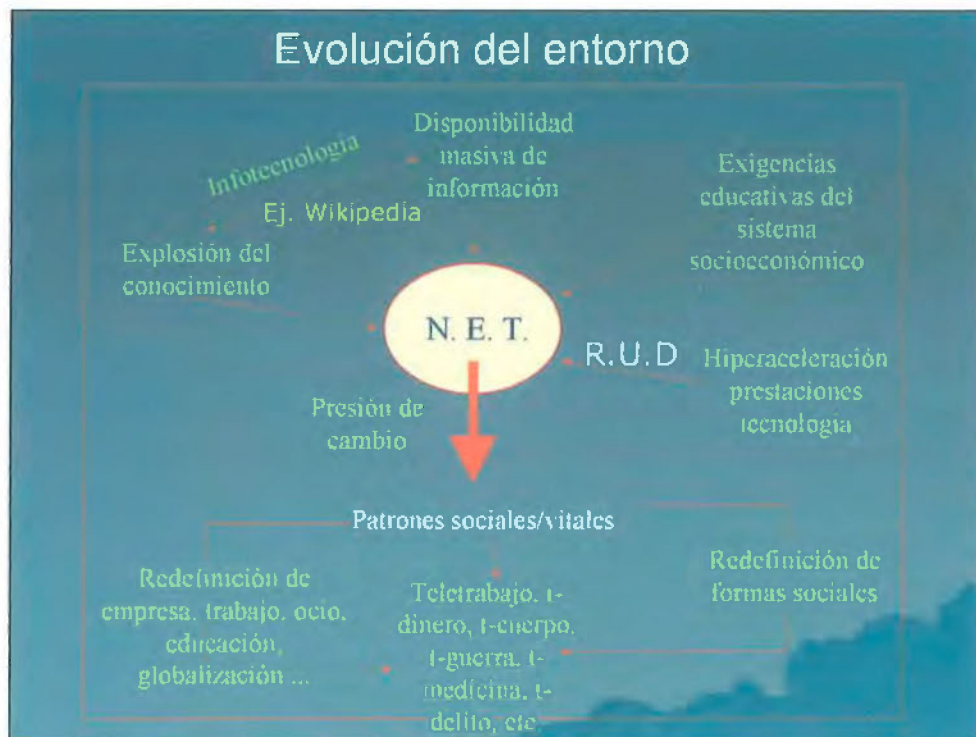 Evolución del entorno
Infotecnología
Disponibilidad
masiva de
información
Ej. Wikipedia
Explosión del
conocimiento
Exigencias
educativas del
sistema
socioeconómico
N. E. T.
R.U.D
Hiperaceleración
prestaciones
tecnología
Presión de
cambio
Patrones sociales/vitales
Redefinición de
empresa, trabajo, ocio,
educación,
globalización ...
Teletrabajo, t-
dinero, t-cuerpo,
t-guerra, t-
medicina, t-
delito, etc.
Redefinición de
formas sociales